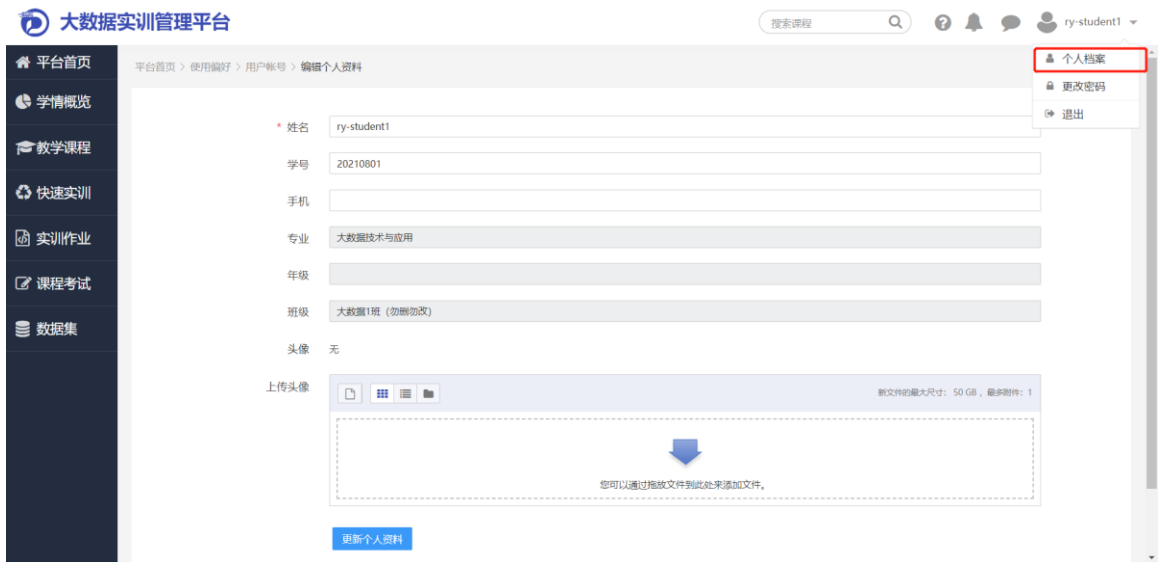 大数据实训管理平台
搜索课程
ry-student1
平台首页
学情概览
教学课程
快速实训
实训作业
课程考试
数据集
平台首页 > 使用偏好 > 用户帐号 > 编辑个人资料
个人档案
更改密码
退出
* 姓名 ry-student1
学号 20210801
手机
专业 大数据技术与应用
年级
班级 大数据1班（勿删勿改）
头像 无
上传头像
新文件的最大尺寸： 50 GB ，最多附件：1
您可以通过拖放文件到此处来添加文件。
更新个人资料